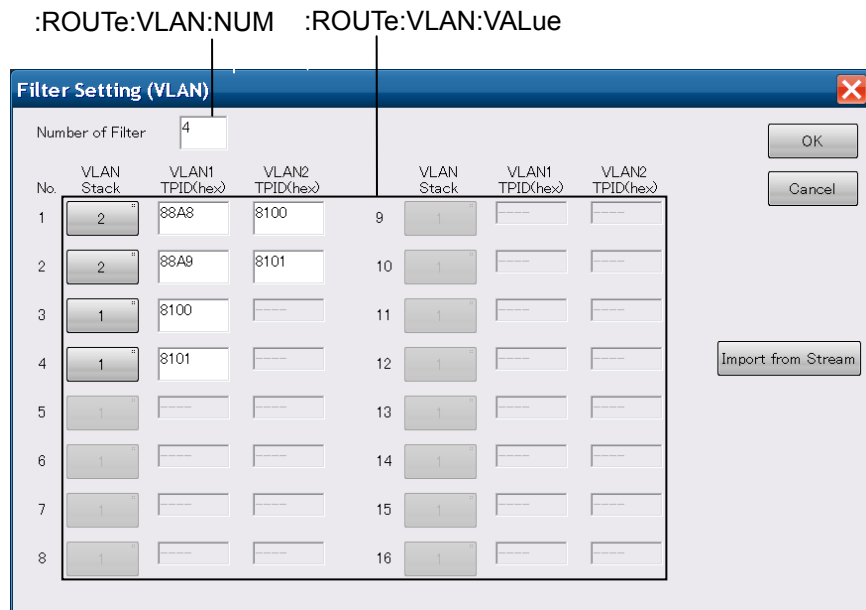 :ROUTe:VLAN:NUM :ROUTe:VLAN:VALue
Filter Setting (VLAN)
Number of Filter 4
OK
Cancel
No. VLAN Stack VLAN1 TPID(hex) VLAN2 TPID(hex) VLAN Stack VLAN1 TPID(hex) VLAN2 TPID(hex)
1 2 88A8 8100 9 1 ---- ----
2 2 88A9 8101 10 1 ---- ----
3 1 8100 ---- 11 1 ---- ----
4 1 8101 ---- 12 1 ---- ----
Import from Stream
5 1 ---- ---- 13 1 ---- ----
6 1 ---- ---- 14 1 ---- ----
7 1 ---- ---- 15 1 ---- ----
8 1 ---- ---- 16 1 ---- ----